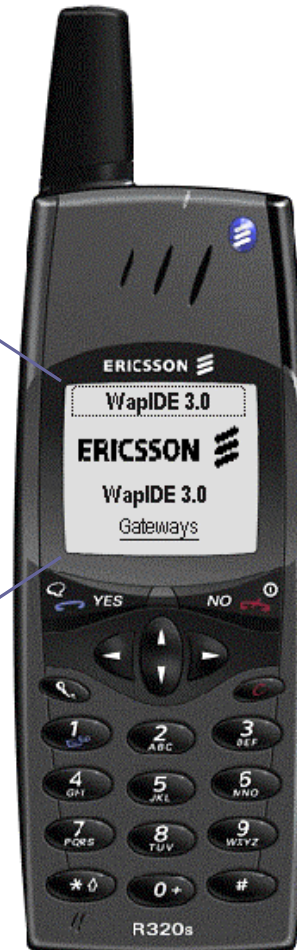 ERICSSON
WapIDE 3.0
ERICSSON
WapIDE 3.0
Gateways
YES NO
C
1 2 ABC 3 DEF
4 GHI 5 JKL 6 MNO
7 PQRS 8 TUV 9 WXYZ
* 0 + #
R320s